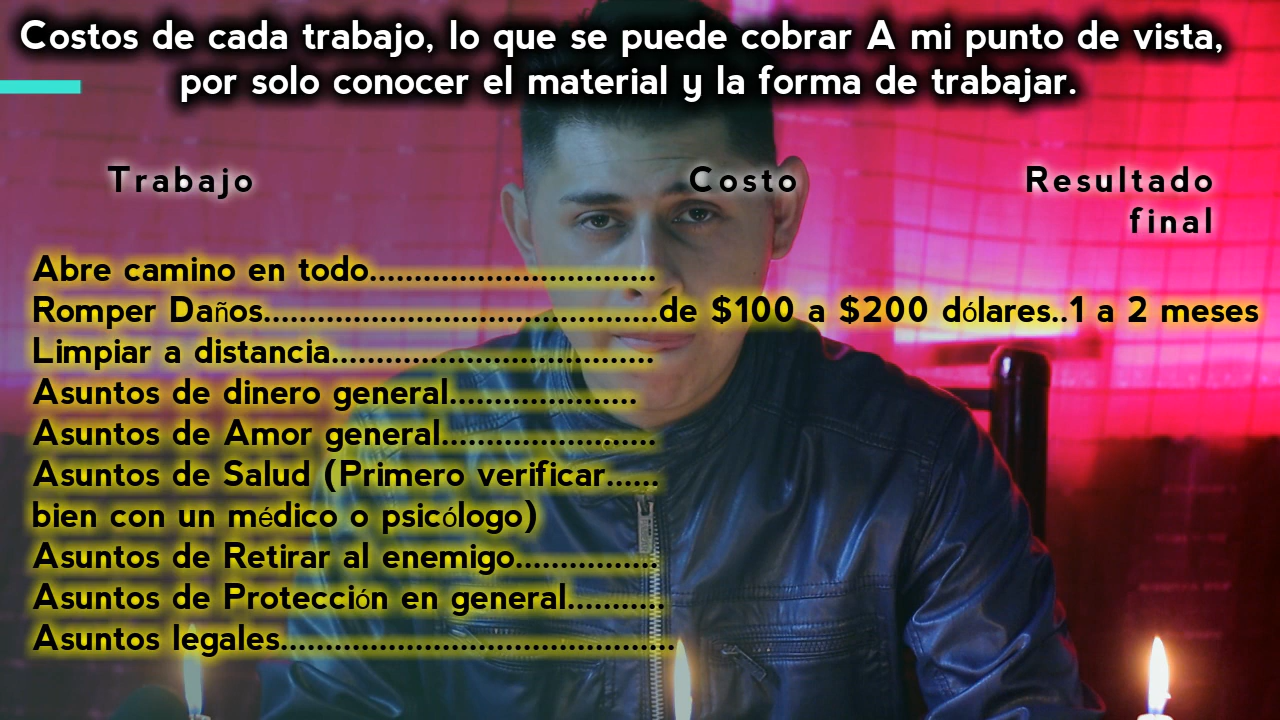 Costos de cada trabajo, lo que se puede cobrar A mi punto de vista,
por solo conocer el material y la forma de trabajar.
Trabajo Costo Resultado
final
Abre camino en todo................................
Romper Daños............................................de $100 a $200 dólares..1 a 2 meses
Limpiar a distancia....................................
Asuntos de dinero general.....................
Asuntos de Amor general........................
Asuntos de Salud (Primero verificar......
bien con un médico o psicólogo)
Asuntos de Retirar al enemigo................
Asuntos de Protección en general...........
Asuntos legales............................................